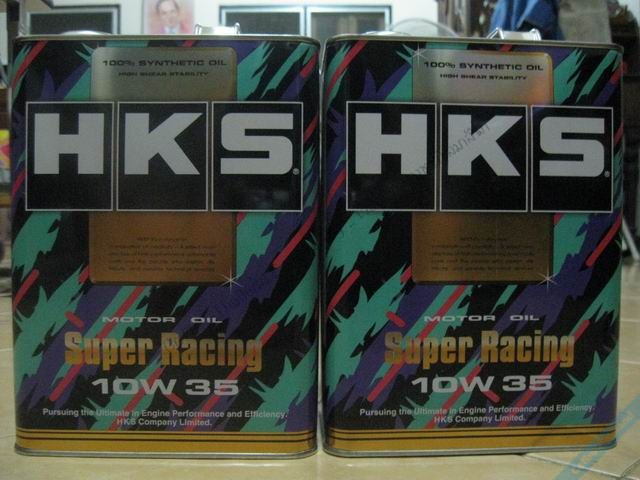 100% SYNTHETIC OIL
HIGH SHEAR STABILITY
HKS®
MOTOR OIL
Super Racing
10W 35
Pursuing the Ultimate in Engine Performance and Efficiency.
HKS Company Limited.
100% SYNTHETIC OIL
HIGH SHEAR STABILITY
HKS®
MOTOR OIL
Super Racing
10W 35
Pursuing the Ultimate in Engine Performance and Efficiency.
HKS Company Limited.